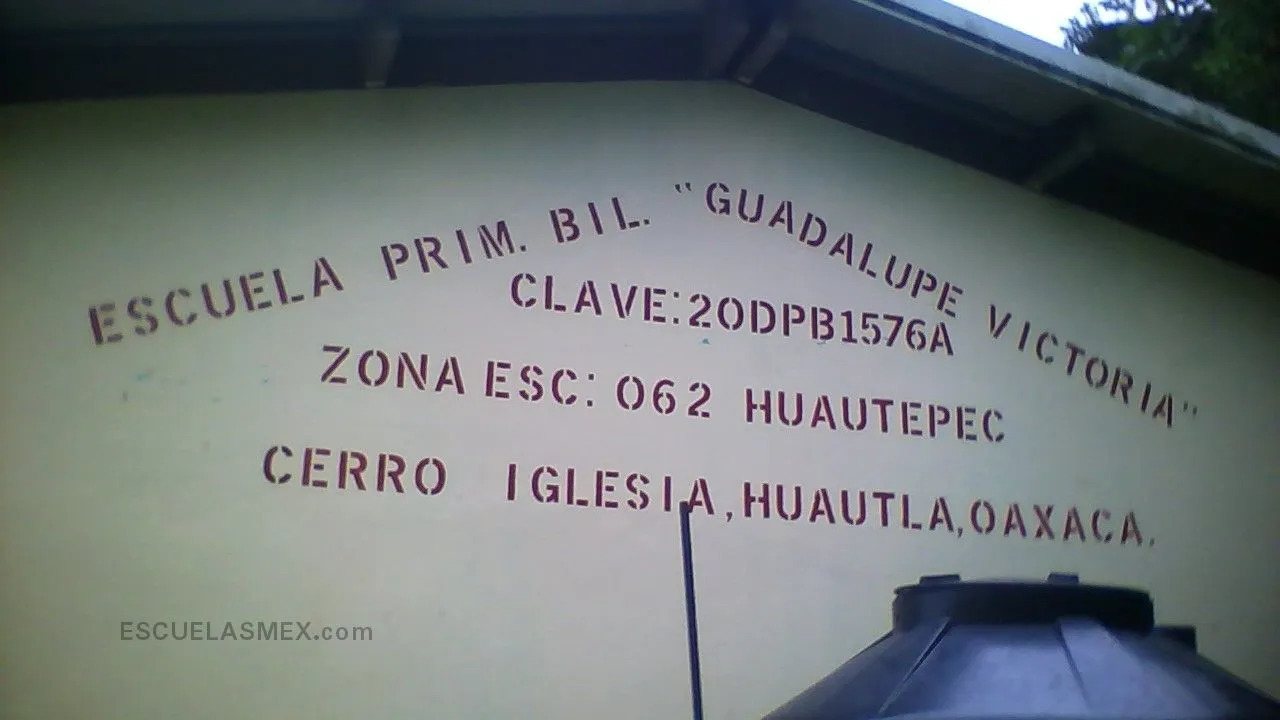 ESCUELA PRIM. BIL. "GUADALUPE VICTORIA"
CLAVE:20DPB1576A
ZONA ESC: 062 HUAUTEPEC
CERRO IGLESIA, HUAUTLA, OAXACA.
ESCUELASMEX.com